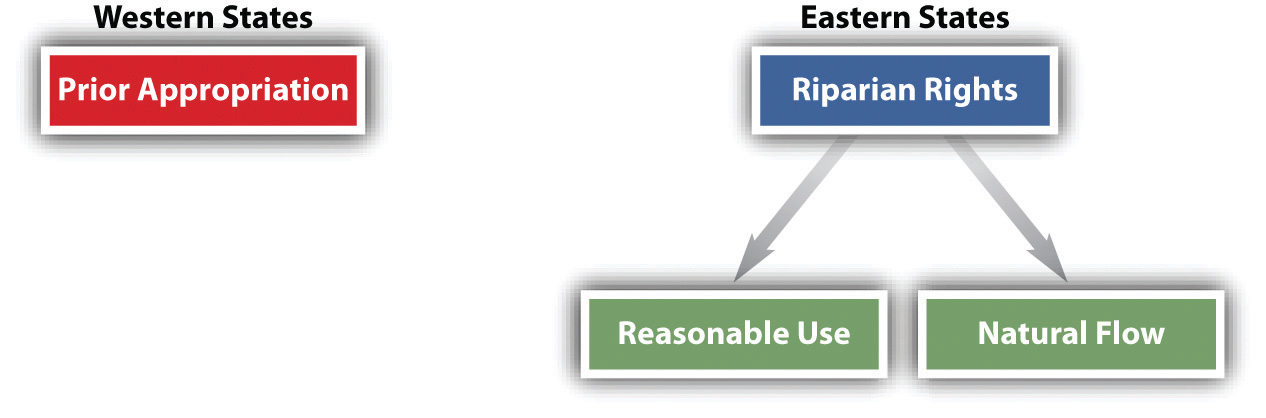 Western States
Eastern States
Prior Appropriation
Riparian Rights
Reasonable Use
Natural Flow